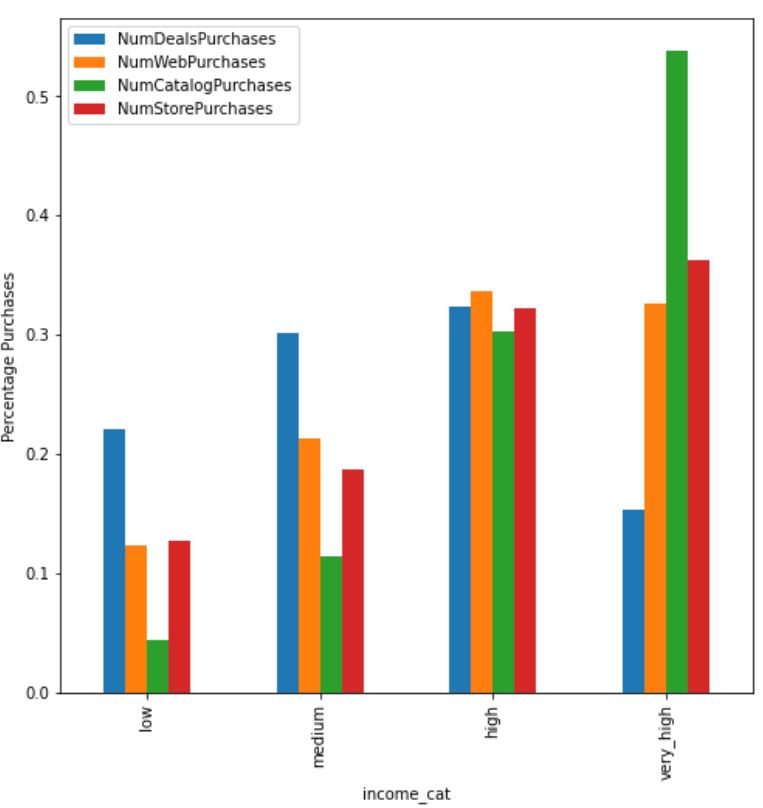 NumDealsPurchases
NumWebPurchases
NumCatalogPurchases
NumStorePurchases
Percentage Purchases
0.5
0.4
0.3
0.2
0.1
0.0
low
medium
high
very_high
income_cat